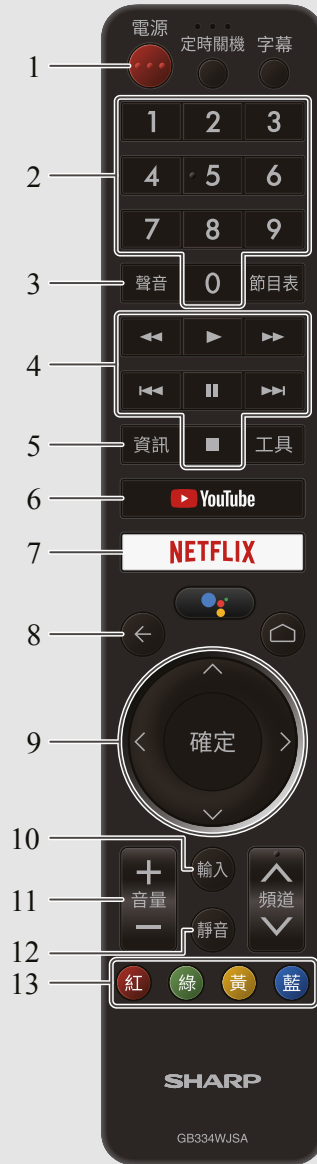 電源
定時關機 字幕
1
1 2 3
2
4 5 6
7 8 9
3
聲音 0 節目表
4
5
資訊 工具
6
YouTube
7
NETFLIX
8
9
確定
10
輸入
11
音量 頻道
12
靜音
13
紅 綠 黃 藍
SHARP
GB334WJSA